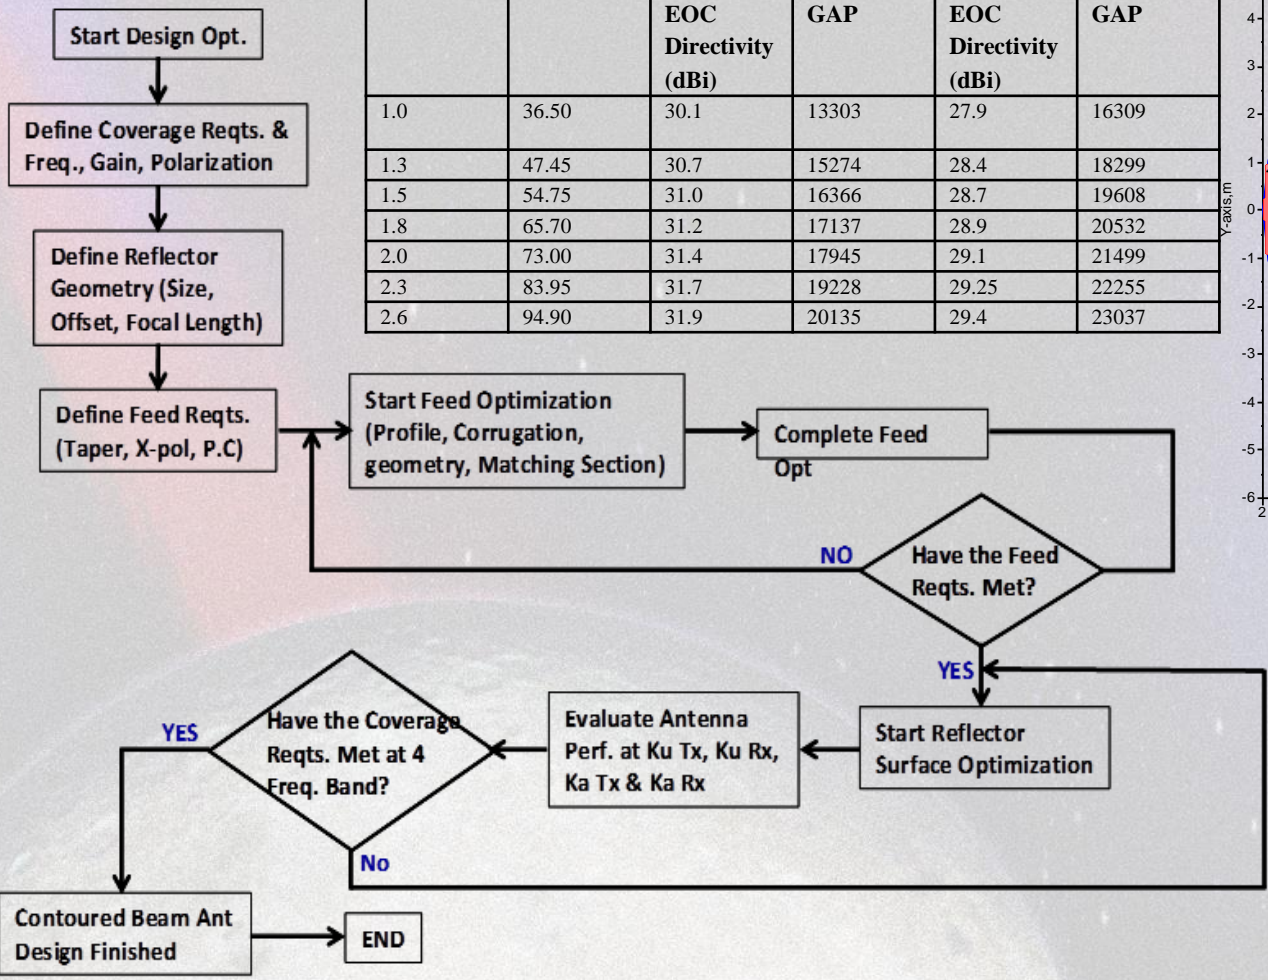 Start Design Opt.
Define Coverage Reqts. &
Freq., Gain, Polarization
Define Reflector
Geometry (Size,
Offset, Focal Length)
Define Feed Reqts.
(Taper, X-pol, P.C)
EOC Directivity (dBi) GAP EOC Directivity (dBi) GAP
1.0 36.50 30.1 13303 27.9 16309
1.3 47.45 30.7 15274 28.4 18299
1.5 54.75 31.0 16366 28.7 19608
1.8 65.70 31.2 17137 28.9 20532
2.0 73.00 31.4 17945 29.1 21499
2.3 83.95 31.7 19228 29.25 22255
2.6 94.90 31.9 20135 29.4 23037
Y-axis,m
4
3
2
1
0
-1
-2
-3
-4
-5
-6
2
Start Feed Optimization
(Profile, Corrugation,
geometry, Matching Section)
Complete Feed
Opt
NO
Have the Feed
Reqts. Met?
YES
Start Reflector
Surface Optimization
Evaluate Antenna
Perf. at Ku Tx, Ku Rx,
Ka Tx & Ka Rx
Have the Coverage
Reqts. Met at 4
Freq. Band?
YES
No
Contoured Beam Ant
Design Finished
END